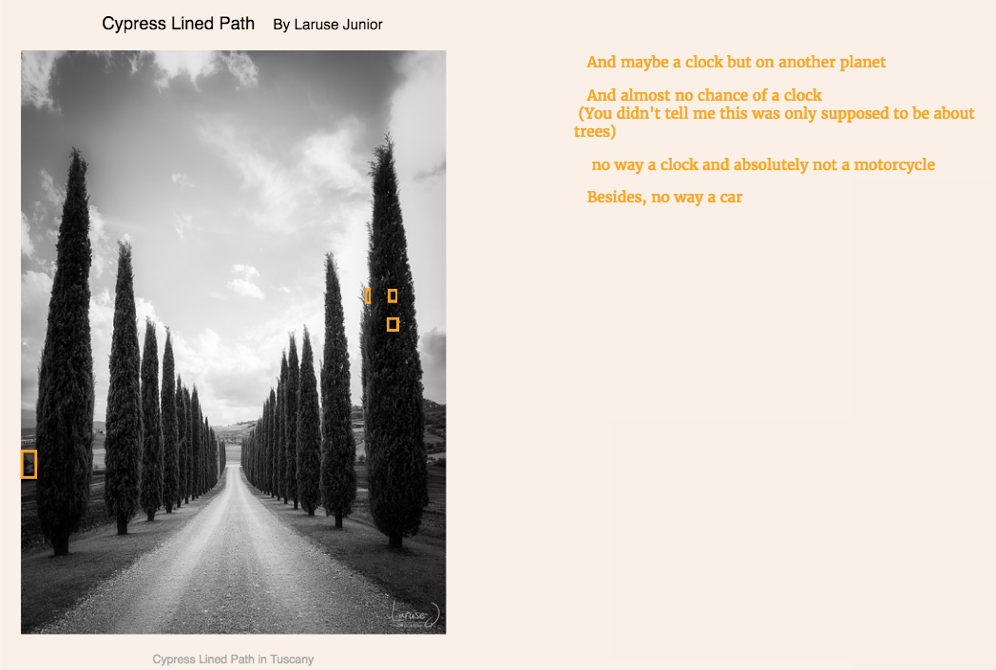 Cypress Lined Path By Laruse Junior
And maybe a clock but on another planet
And almost no chance of a clock
(You didn't tell me this was only supposed to be about
trees)
no way a clock and absolutely not a motorcycle
Besides, no way a car
Laruse
Cypress Lined Path in Tuscany